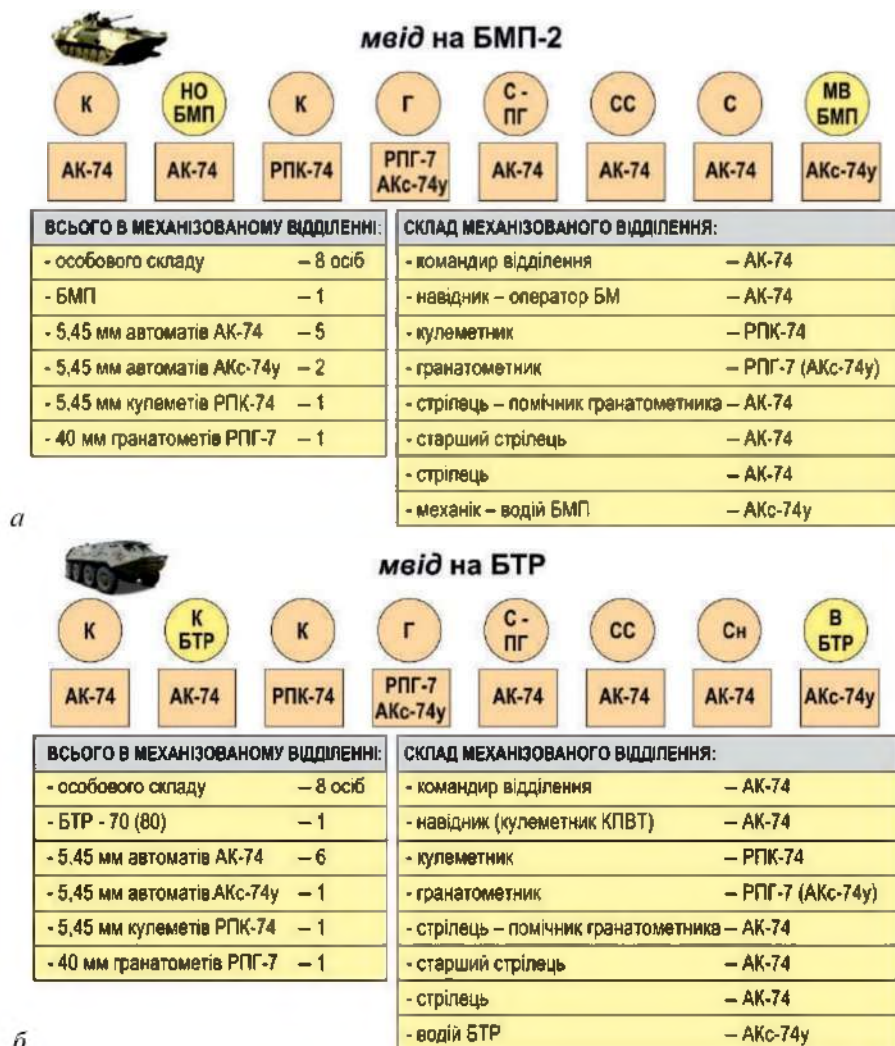 мвід на БМП-2
К НО БМП К Г С - ПГ СС С МВ БМП
АК-74 АК-74 РПК-74 РПГ-7 АКс-74у АК-74 АК-74 АК-74 АКс-74у
ВСЬОГО В МЕХАНІЗОВАНОМУ ВІДДІЛЕННІ:
- особового складу – 8 осіб
- БМП – 1
- 5,45 мм автоматів АК-74 – 5
- 5,45 мм автоматів АКс-74у – 2
- 5,45 мм кулеметів РПК-74 – 1
- 40 мм гранатометів РПГ-7 – 1
СКЛАД МЕХАНІЗОВАНОГО ВІДДІЛЕННЯ:
- командир відділення – АК-74
- навідник – оператор БМ – АК-74
- кулеметник – РПК-74
- гранатометник – РПГ-7 (АКс-74у)
- стрілець – помічник гранатометника – АК-74
- старший стрілець – АК-74
- стрілець – АК-74
- механік – водій БМП – АКс-74у
а
мвід на БТР
К К БТР К Г С - ПГ СС Сн В БТР
АК-74 АК-74 РПК-74 РПГ-7 АКс-74у АК-74 АК-74 АК-74 АКс-74у
ВСЬОГО В МЕХАНІЗОВАНОМУ ВІДДІЛЕННІ:
- особового складу – 8 осіб
- БТР - 70 (80) – 1
- 5,45 мм автоматів АК-74 – 6
- 5,45 мм автоматів АКс-74у – 1
- 5,45 мм кулеметів РПК-74 – 1
- 40 мм гранатометів РПГ-7 – 1
СКЛАД МЕХАНІЗОВАНОГО ВІДДІЛЕННЯ:
- командир відділення – АК-74
- навідник (кулеметник КПВТ) – АК-74
- кулеметник – РПК-74
- гранатометник – РПГ-7 (АКс-74у)
- стрілець – помічник гранатометника – АК-74
- старший стрілець – АК-74
- стрілець – АК-74
- водій БТР – АКс-74у
б